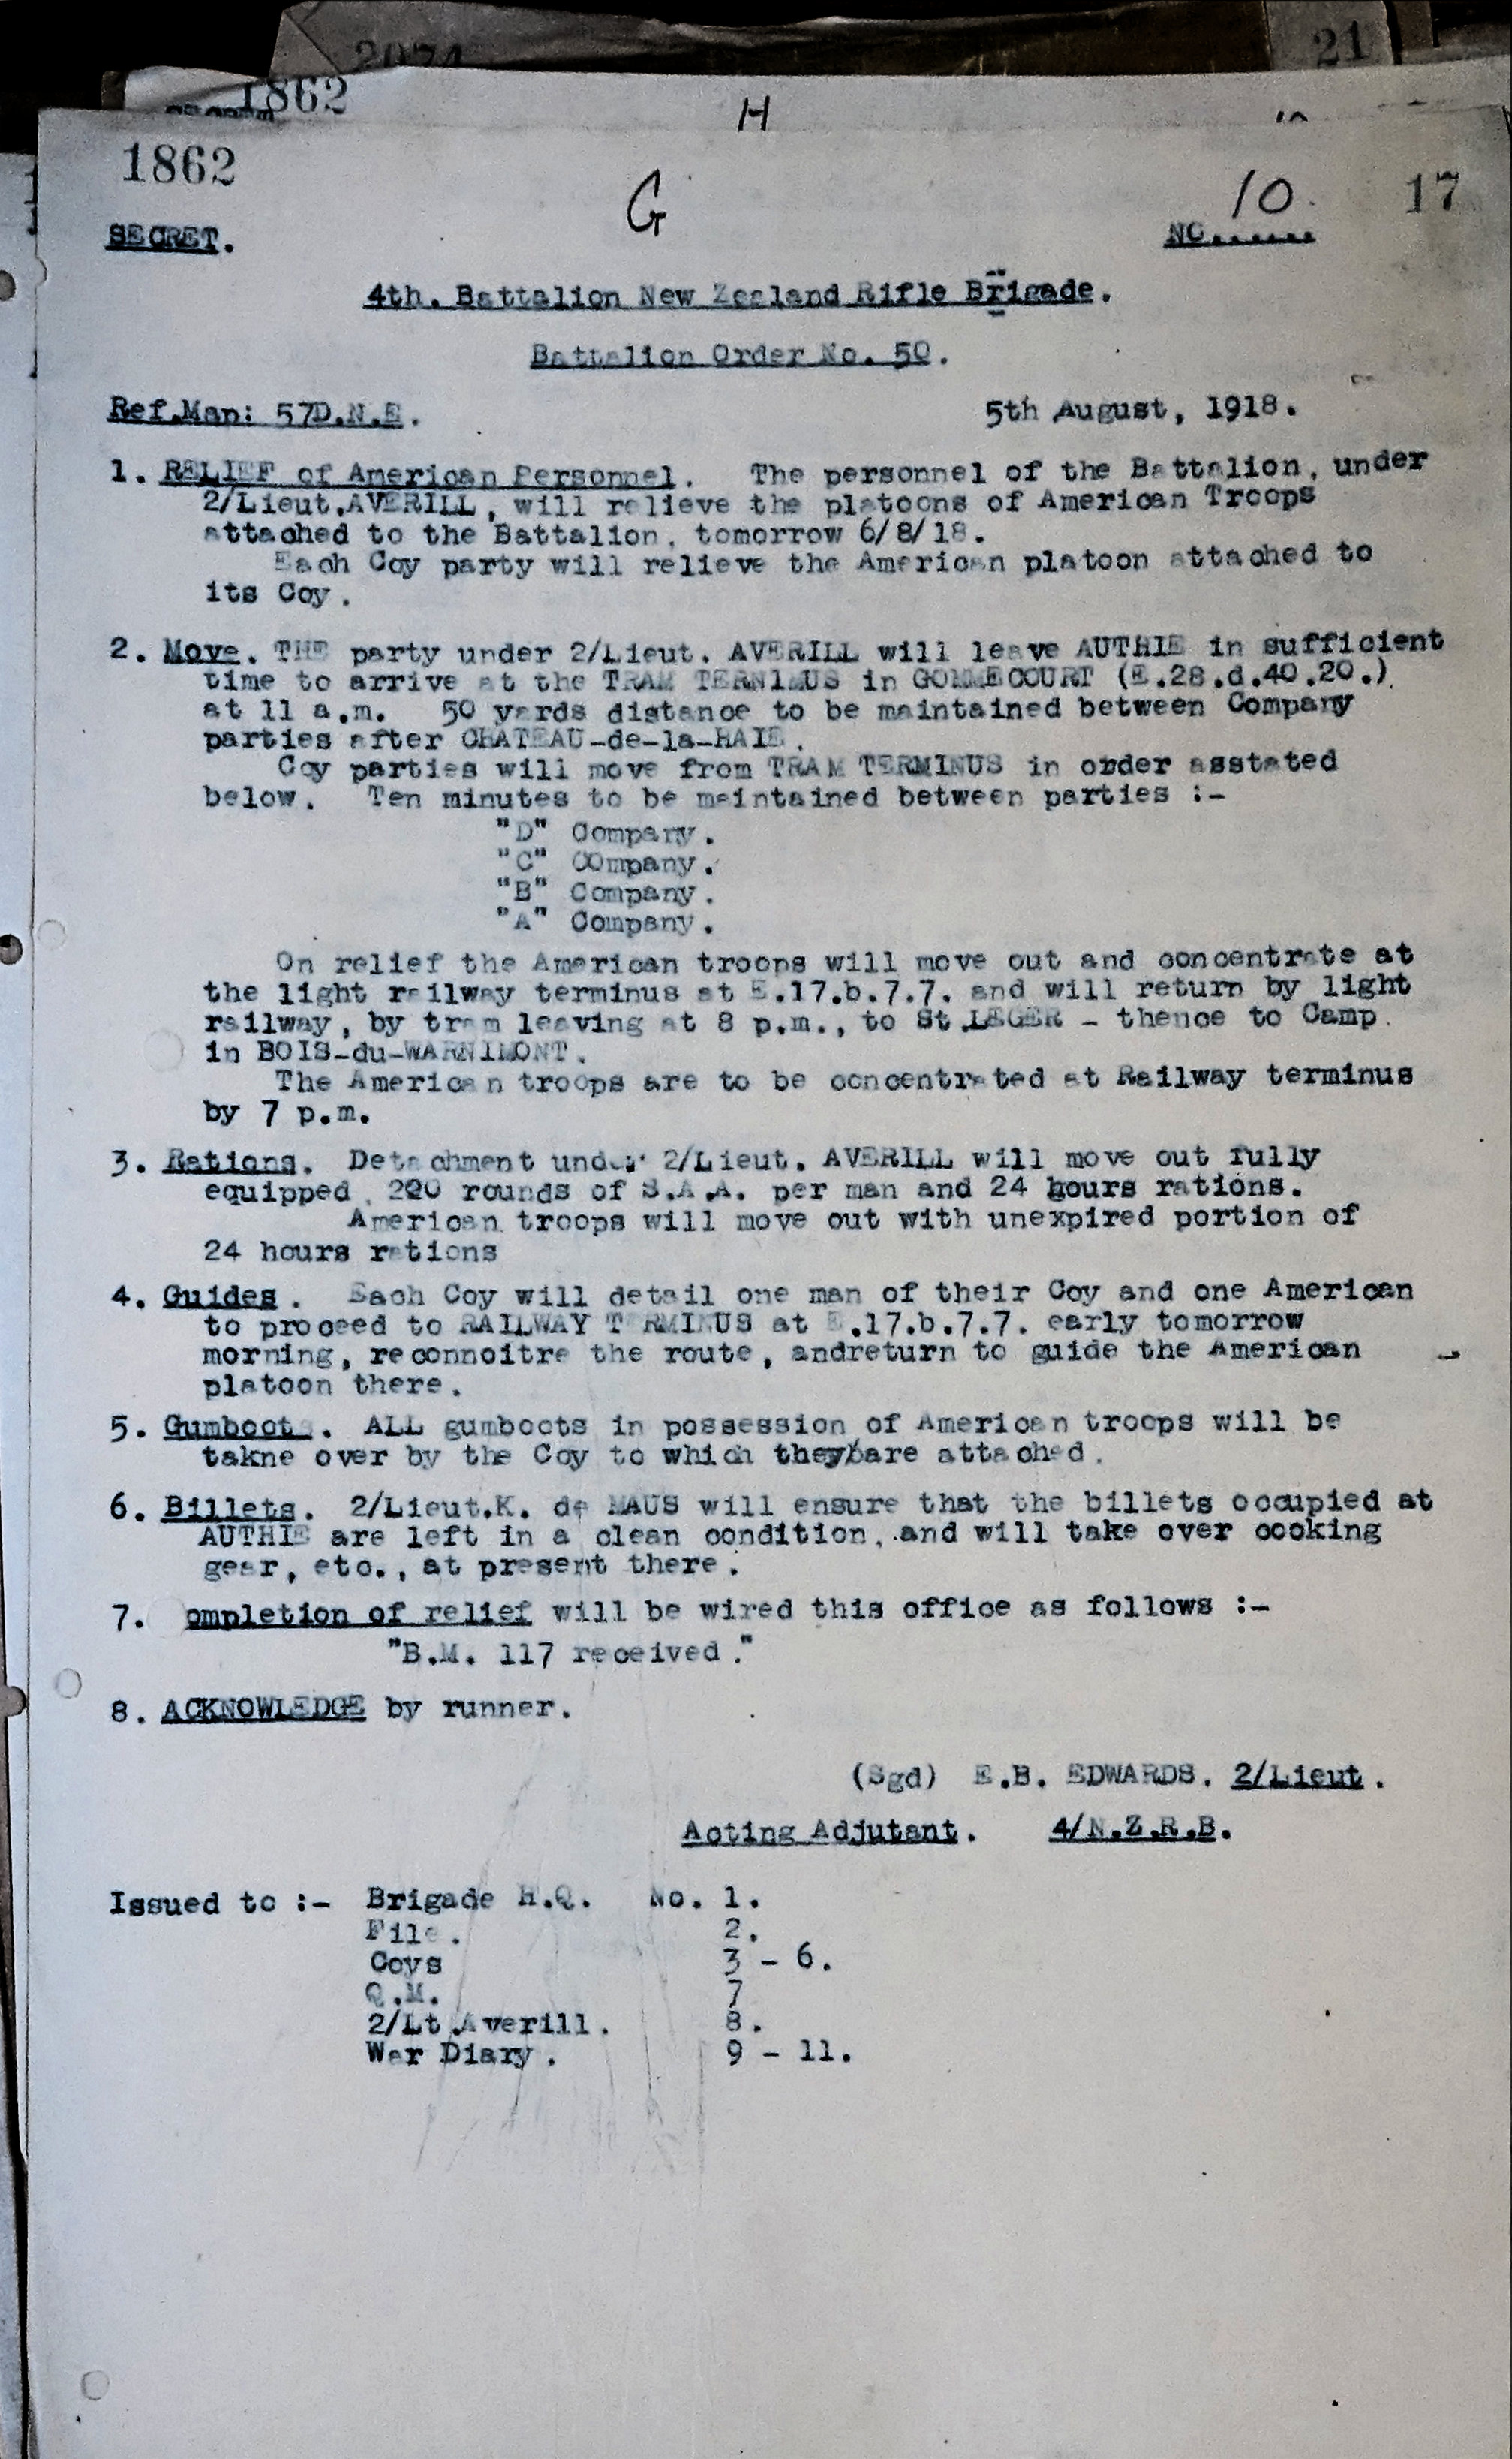 2074
21
1862
H
1862
G
10.
17
SECRET.
NO.......
4th. Battalion New Zealand Rifle Brigade.
Battalion Order No. 50.
Ref.Map: 57D.N.E.
5th August, 1918.
1. RELIEF of American Personnel. The personnel of the Battalion, under
2/Lieut.AVERILL, will relieve the platoons of American Troops
attached to the Battalion, tomorrow 6/8/18.
Each Coy party will relieve the American platoon attached to
its Coy.
2. Move. THE party under 2/Lieut. AVERILL will leave AUTHIE in sufficient
time to arrive at the TRAM TERNIMUS in GOMMECOURT (E.28.d.40.20.)
at 11 a.m. 50 yards distance to be maintained between Company
parties after CHATEAU-de-la-HAIE.
Coy parties will move from TRAM TERMINUS in order asstated
below. Ten minutes to be maintained between parties :-
"D" Company.
"C" COmpany.
"B" Company.
"A" Company.
On relief the American troops will move out and concentrate at
the light railway terminus at E.17.b.7.7. and will return by light
railway, by tram leaving at 8 p.m., to St.LEGER - thence to Camp
in BOIS-du-WARNIMONT.
The American troops are to be concentrated at Railway terminus
by 7 p.m.
3. Rations. Detachment under 2/Lieut. AVERILL will move out fully
equipped, 220 rounds of S.A.A. per man and 24 hours rations.
American troops will move out with unexpired portion of
24 hours rations
4. Guides. Each Coy will detail one man of their Coy and one American
to proceed to RAILWAY TERMINUS at E.17.b.7.7. early tomorrow
morning, reconnoitre the route, andreturn to guide the American
platoon there.
5. Gumboots. ALL gumboots in possession of American troops will be
takne over by the Coy to which they/are attached.
6. Billets. 2/Lieut.K. de MAUS will ensure that the billets occupied at
AUTHIE are left in a clean condition, and will take over cooking
gear, etc., at present there.
7. ompletion of relief will be wired this office as follows :-
"B.M. 117 received."
8. ACKNOWLEDGE by runner.
(Sgd) E.B. EDWARDS. 2/Lieut.
Acting Adjutant. 4/N.Z.R.B.
Issued to :- Brigade H.Q. No. 1.
File. 2.
Coys 3 - 6.
Q.M. 7
2/Lt.Averill. 8.
War Diary. 9 - 11.